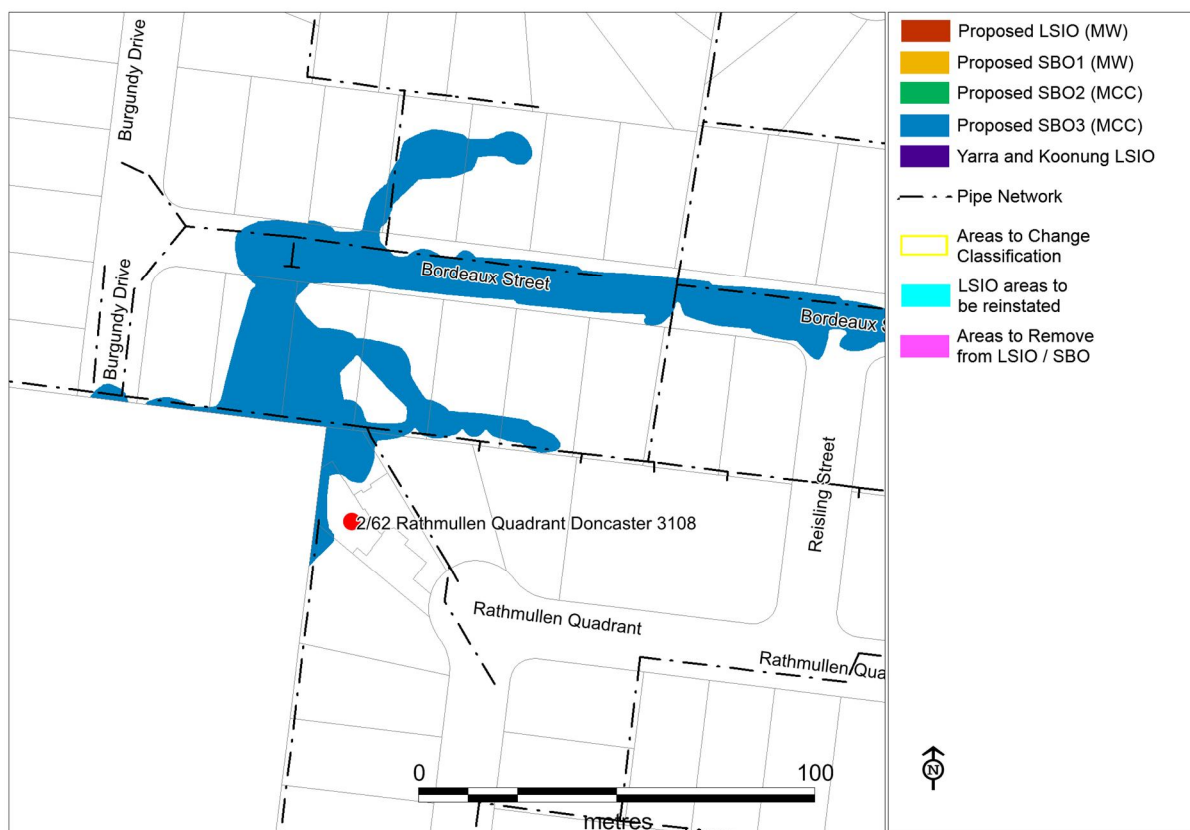 Burgundy Drive
Bordeaux Street
Bordeaux S
Burgundy Drive
Reisling Street
2/62 Rathmullen Quadrant Doncaster 3108
Rathmullen Quadrant
Rathmullen Qua
0
100
metres
Proposed LSIO (MW)
Proposed SBO1 (MW)
Proposed SBO2 (MCC)
Proposed SBO3 (MCC)
Yarra and Koonung LSIO
Pipe Network
Areas to Change
Classification
LSIO areas to
be reinstated
Areas to Remove
from LSIO / SBO
N